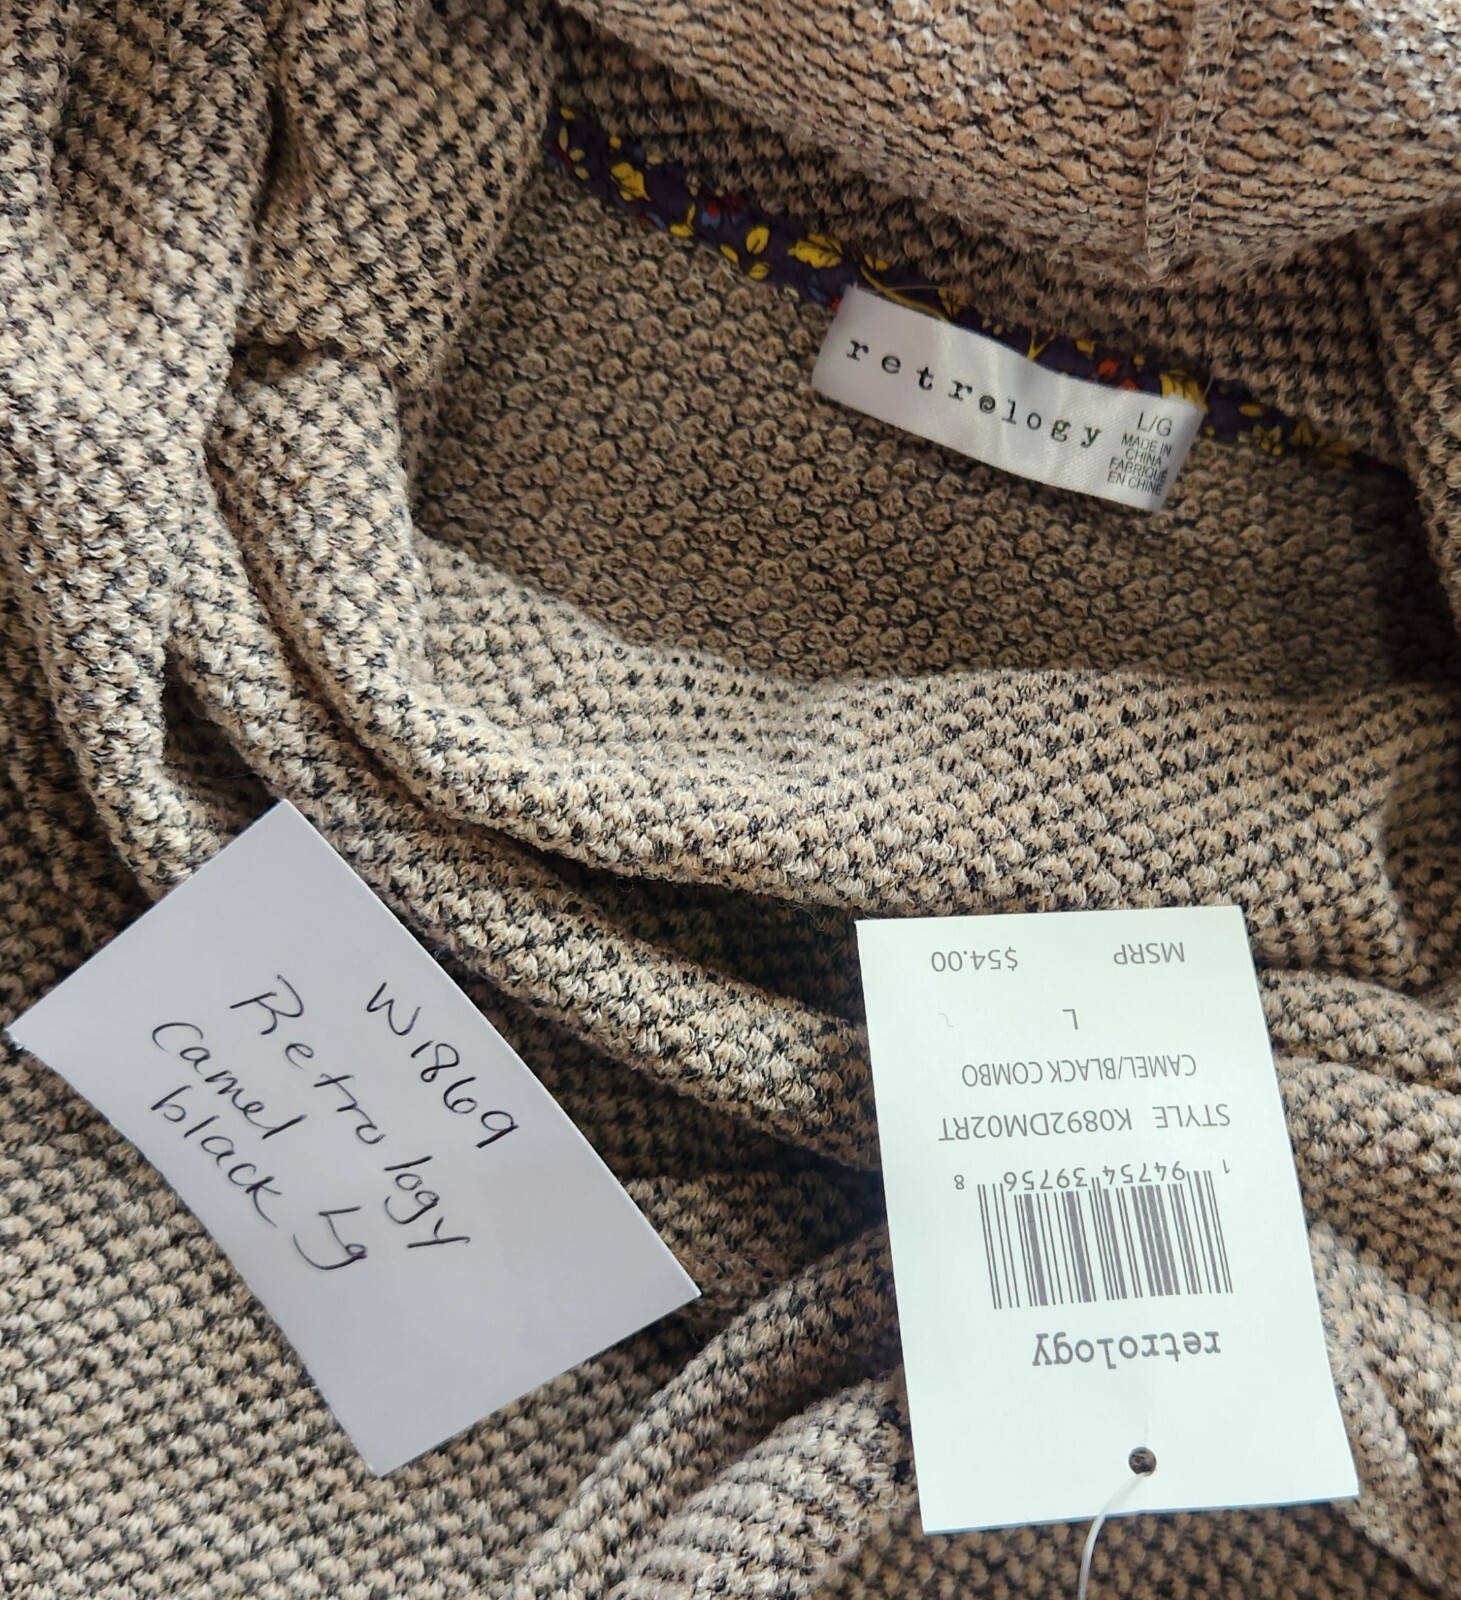 retrology
L/G
MADE IN
CHINA
FABRIQUÉ
EN CHINE
W1869
Retrology
Camel
black Lg
retrology
1 94754 39756 8
STYLE K0892DM02RT
CAMEL/BLACK COMBO
L
MSRP $54.00